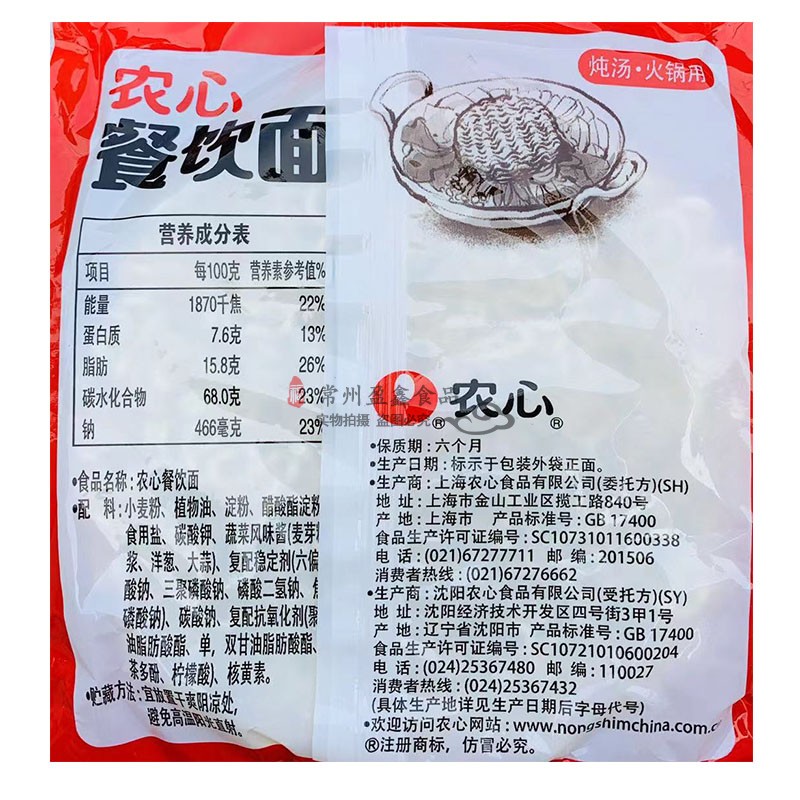 炖汤·火锅用
农心
餐饮面
营养成分表
项目 每100克 营养素参考值%
能量 1870千焦 22%
蛋白质 7.6克 13%
脂肪 15.8克 26%
碳水化合物 68.0克 23%
钠 466毫克 23%
常州盈鑫食品
实物拍摄 盗图必究
农心®
®
•食品名称:农心餐饮面
•配 料:小麦粉、植物油、淀粉、醋酸酯淀粉
食用盐、碳酸钾、蔬菜风味酱(麦芽糊
浆、洋葱、大蒜)、复配稳定剂(六偏
酸钠、三聚磷酸钠、磷酸二氢钠、焦
磷酸钠)、碳酸钠、复配抗氧化剂(聚
油脂肪酸酯、单,双甘油脂肪酸酯、
茶多酚、柠檬酸)、核黄素。
•贮藏方法:宜放置干爽阴凉处,
避免高温阳光直射。
•保质期:六个月
•生产日期:标示于包装外袋正面。
•生产商:上海农心食品有限公司(委托方)(SH)
地 址:上海市金山工业区揽工路840号
产 地:上海市 产品标准号:GB 17400
食品生产许可证编号:SC10731011600338
电 话:(021)67277711 邮 编:201506
消费者热线:(021)67276662
•生产商:沈阳农心食品有限公司(受托方)(SY)
地 址:沈阳经济技术开发区四号街3甲1号
产 地:辽宁省沈阳市 产品标准号:GB 17400
食品生产许可证编号:SC10721010600204
电 话:(024)25367480 邮 编:110027
消费者热线:(024)25367432
(具体生产地详见生产日期后字母代号)
•欢迎访问农心网站:www.nongshimchina.com.cn
®注册商标,仿冒必究。